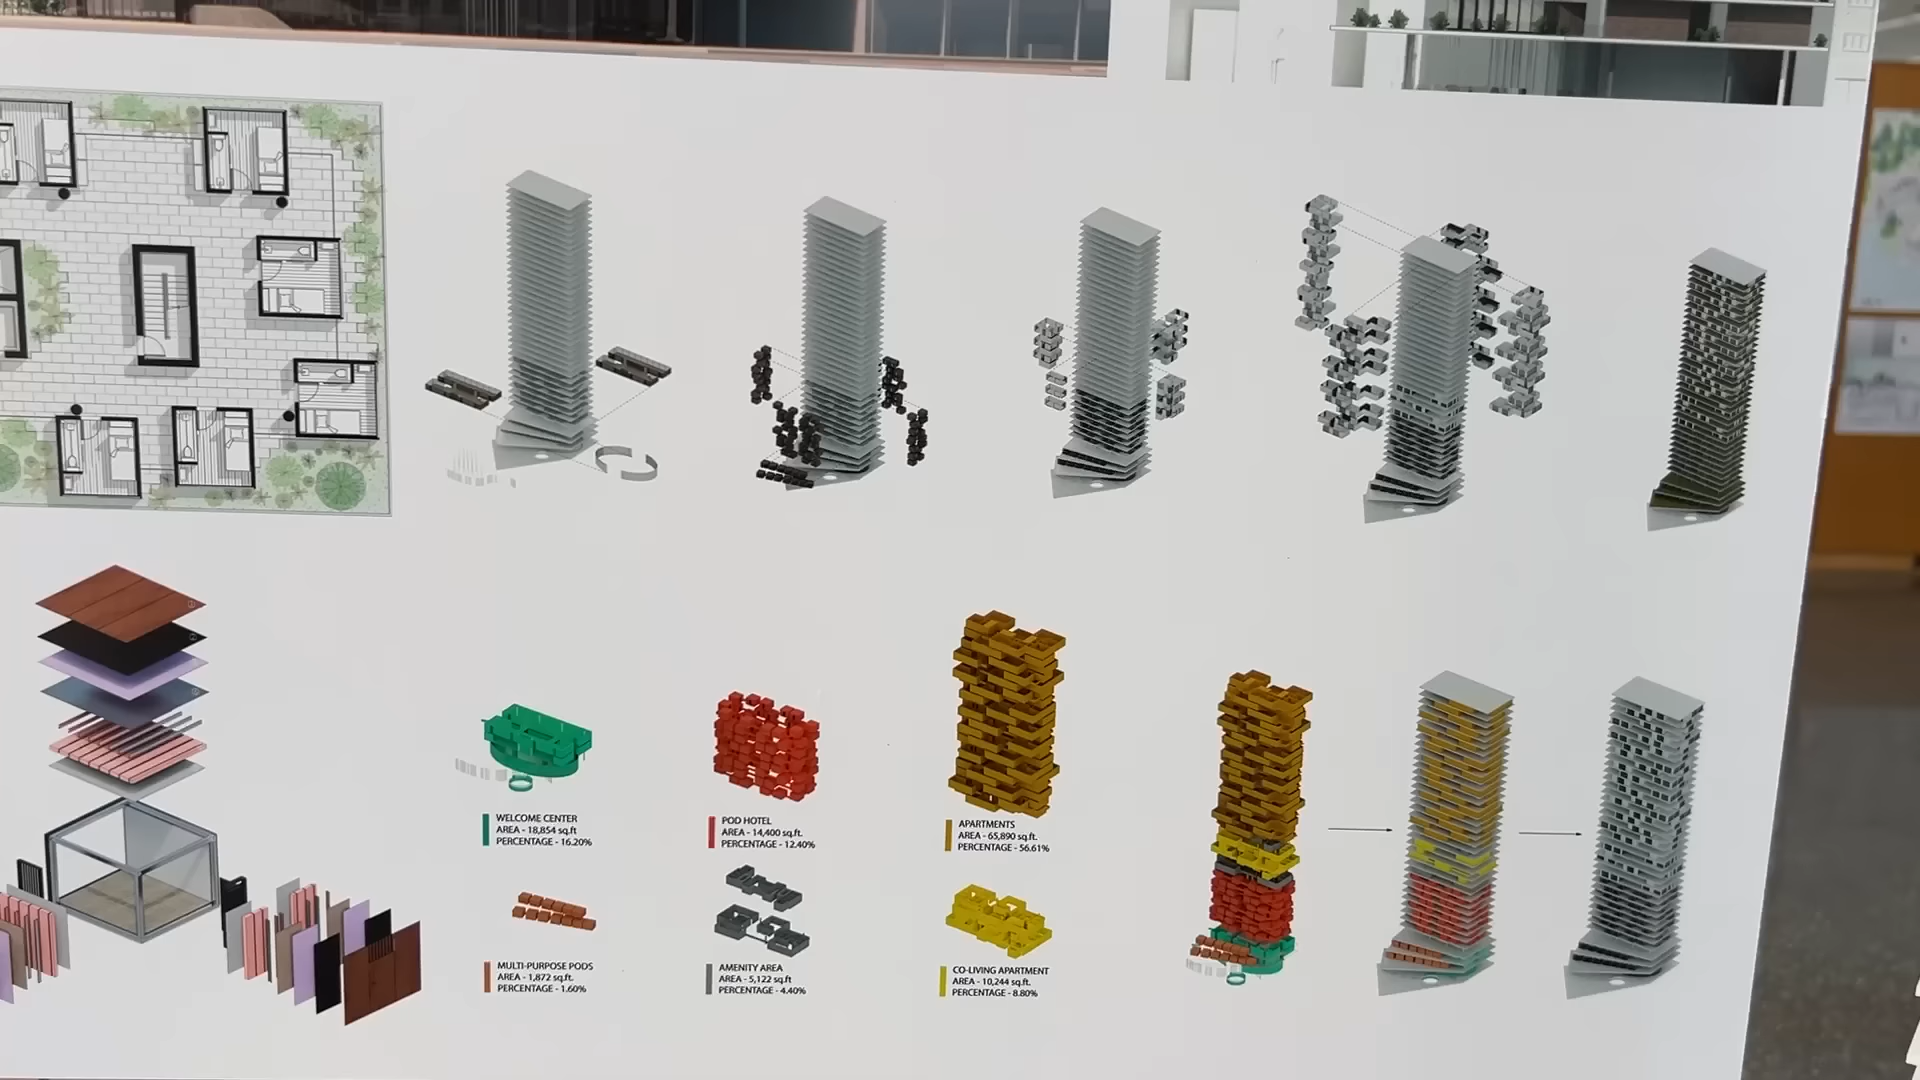 WELCOME CENTER
AREA - 18,854 sq.ft
PERCENTAGE - 16.20%
POD HOTEL
AREA - 14,400 sq.ft.
PERCENTAGE - 12.40%
APARTMENTS
AREA - 65,890 sq.ft.
PERCENTAGE - 56.61%
MULTI-PURPOSE PODS
AREA - 1,872 sq.ft.
PERCENTAGE - 1.60%
AMENITY AREA
AREA - 5,122 sq.ft
PERCENTAGE - 4.40%
CO-LIVING APARTMENT
AREA - 10,244 sq.ft.
PERCENTAGE - 8.80%